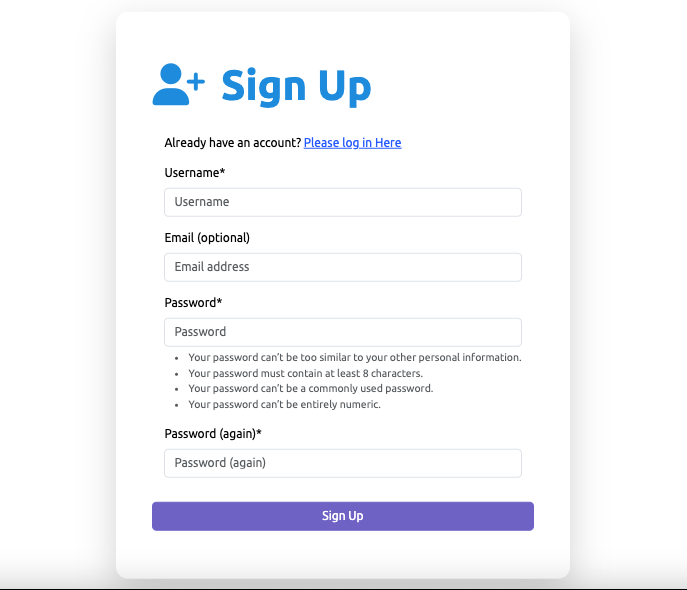 Sign Up
Already have an account? Please log in Here
Username*
Username
Email (optional)
Email address
Password*
Password
Your password can’t be too similar to your other personal information.
Your password must contain at least 8 characters.
Your password can’t be a commonly used password.
Your password can’t be entirely numeric.
Password (again)*
Password (again)
Sign Up